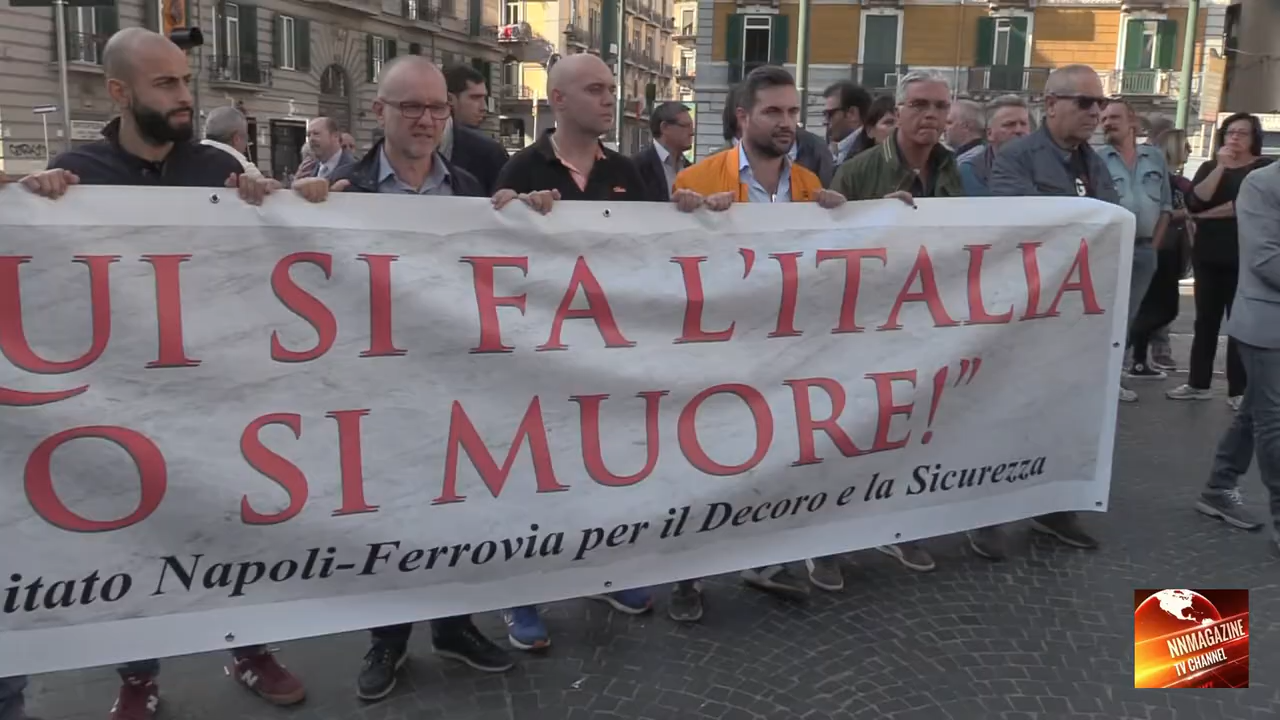 UI SI FA L'ITALIA
O SI MUORE!"
itato Napoli-Ferrovia per il Decoro e la Sicurezza
NNMAGAZINE
TV CHANNEL